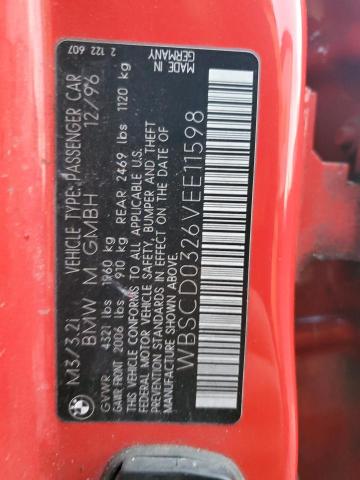 M3/3.2i VEHICLE TYPE: PASSENGER CAR
BMW M GMBH 12/96
GVWR 4321 lbs 1960 kg
GAWR FRONT 2006 lbs 910 kg REAR 2469 lbs 1120 kg
THIS VEHICLE CONFORMS TO ALL APPLICABLE U.S.
FEDERAL MOTOR VEHICLE SAFETY, BUMPER AND THEFT
PREVENTION STANDARDS IN EFFECT ON THE DATE OF
MANUFACTURE SHOWN ABOVE.
WBSCD0326VEE11598
MADE IN
GERMANY
2 122 607